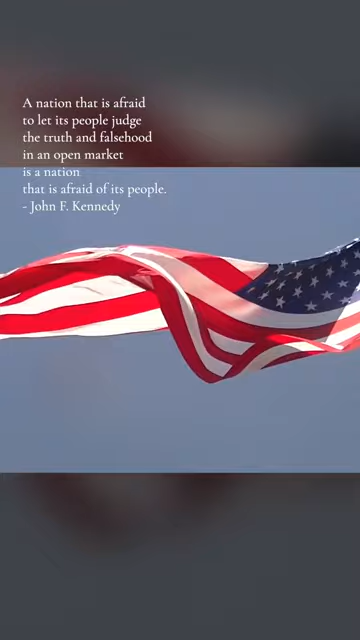 A nation that is afraid
to let its people judge
the truth and falsehood
in an open market
is a nation
that is afraid of its people.
- John F. Kennedy